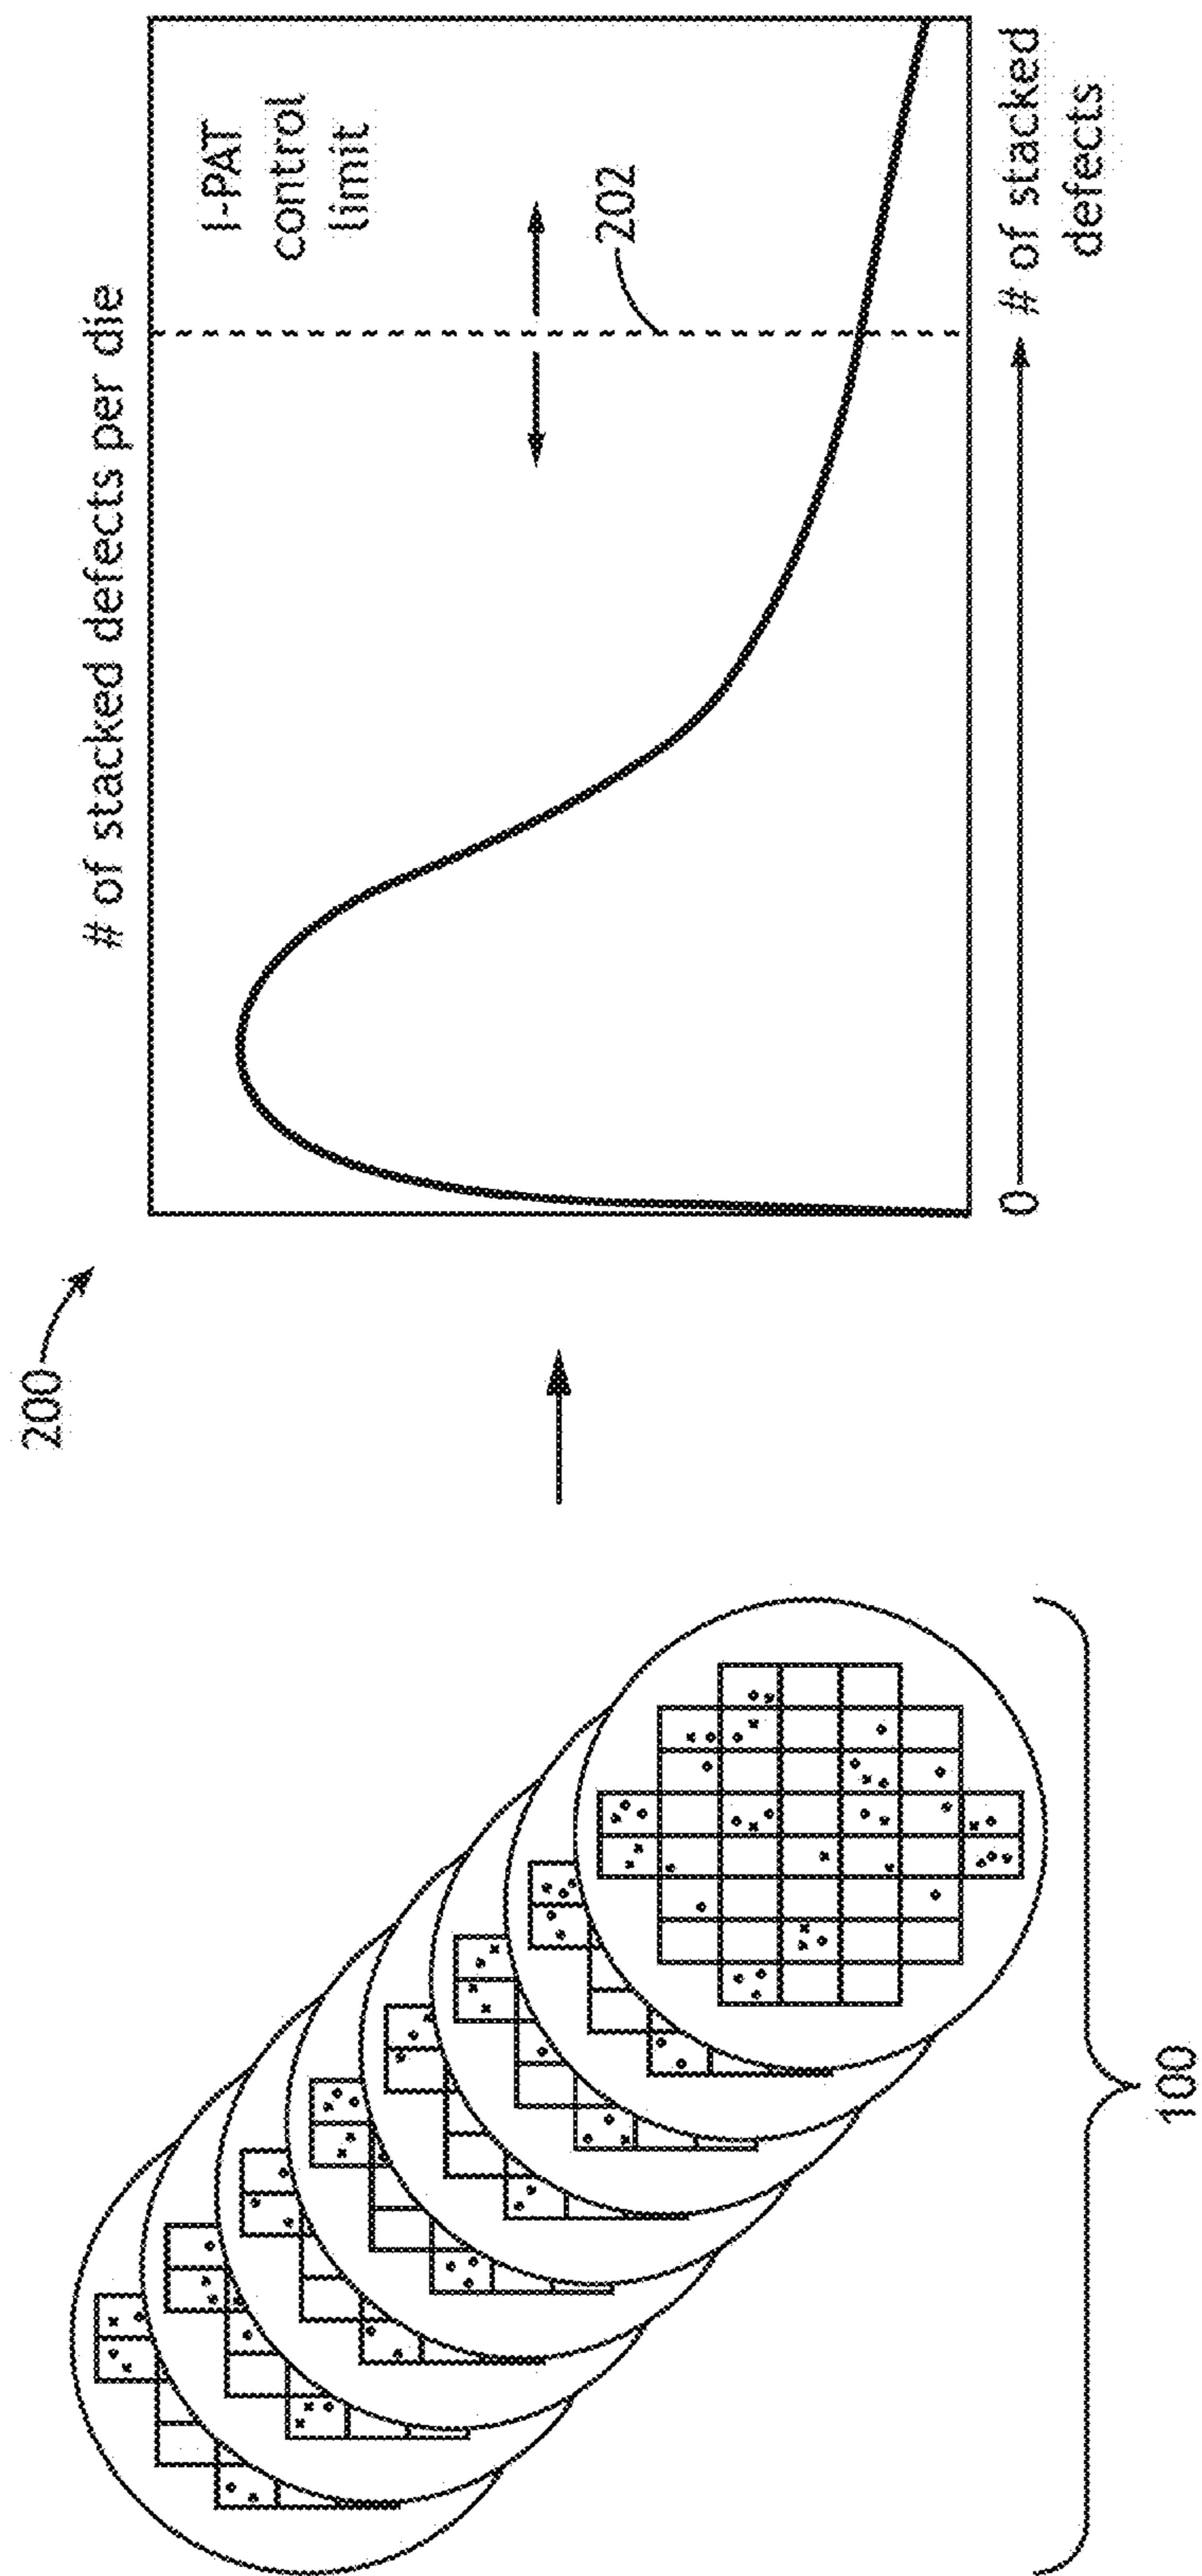 200
# of stacked defects per die
I-PAT
control
limit
202
0
# of stacked
defects
100